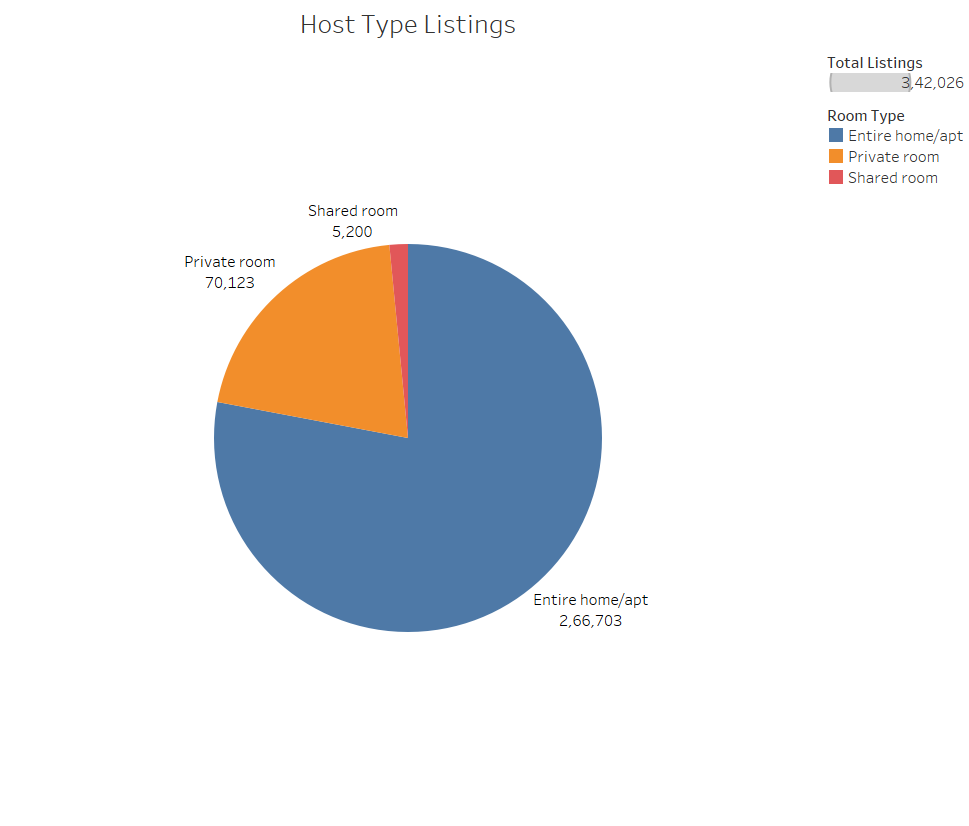 Host Type Listings
Total Listings
3,42,026
Room Type
Entire home/apt
Private room
Shared room
Shared room
5,200
Private room
70,123
Entire home/apt
2,66,703